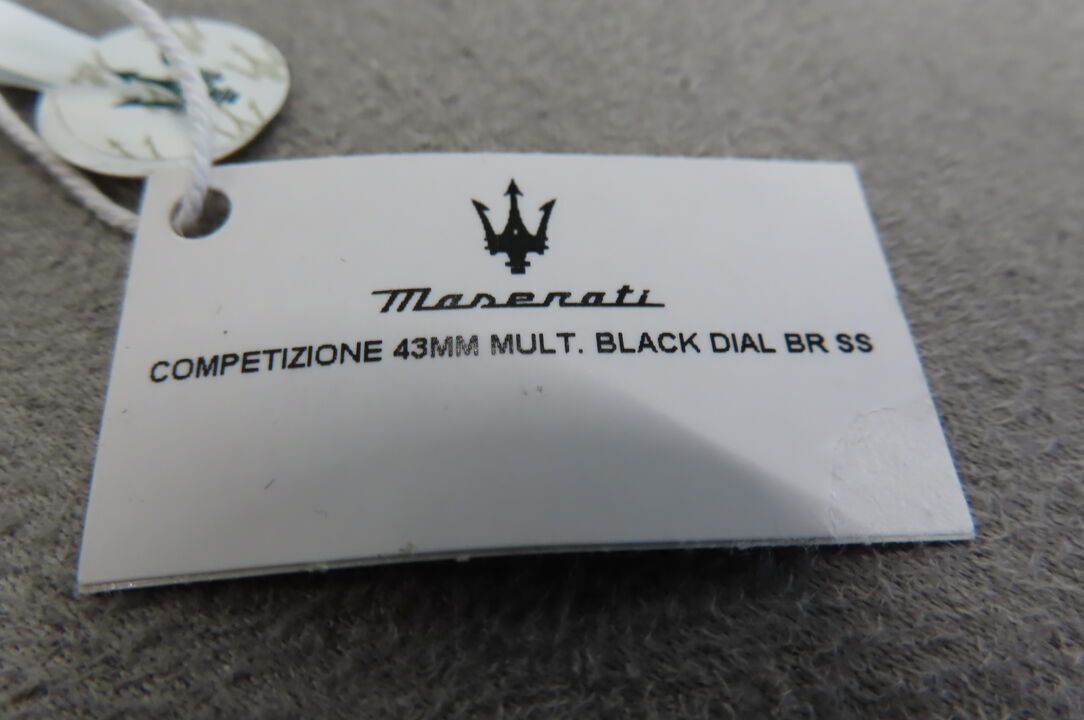 Maserati
COMPETIZIONE 43MM MULT. BLACK DIAL BR SS